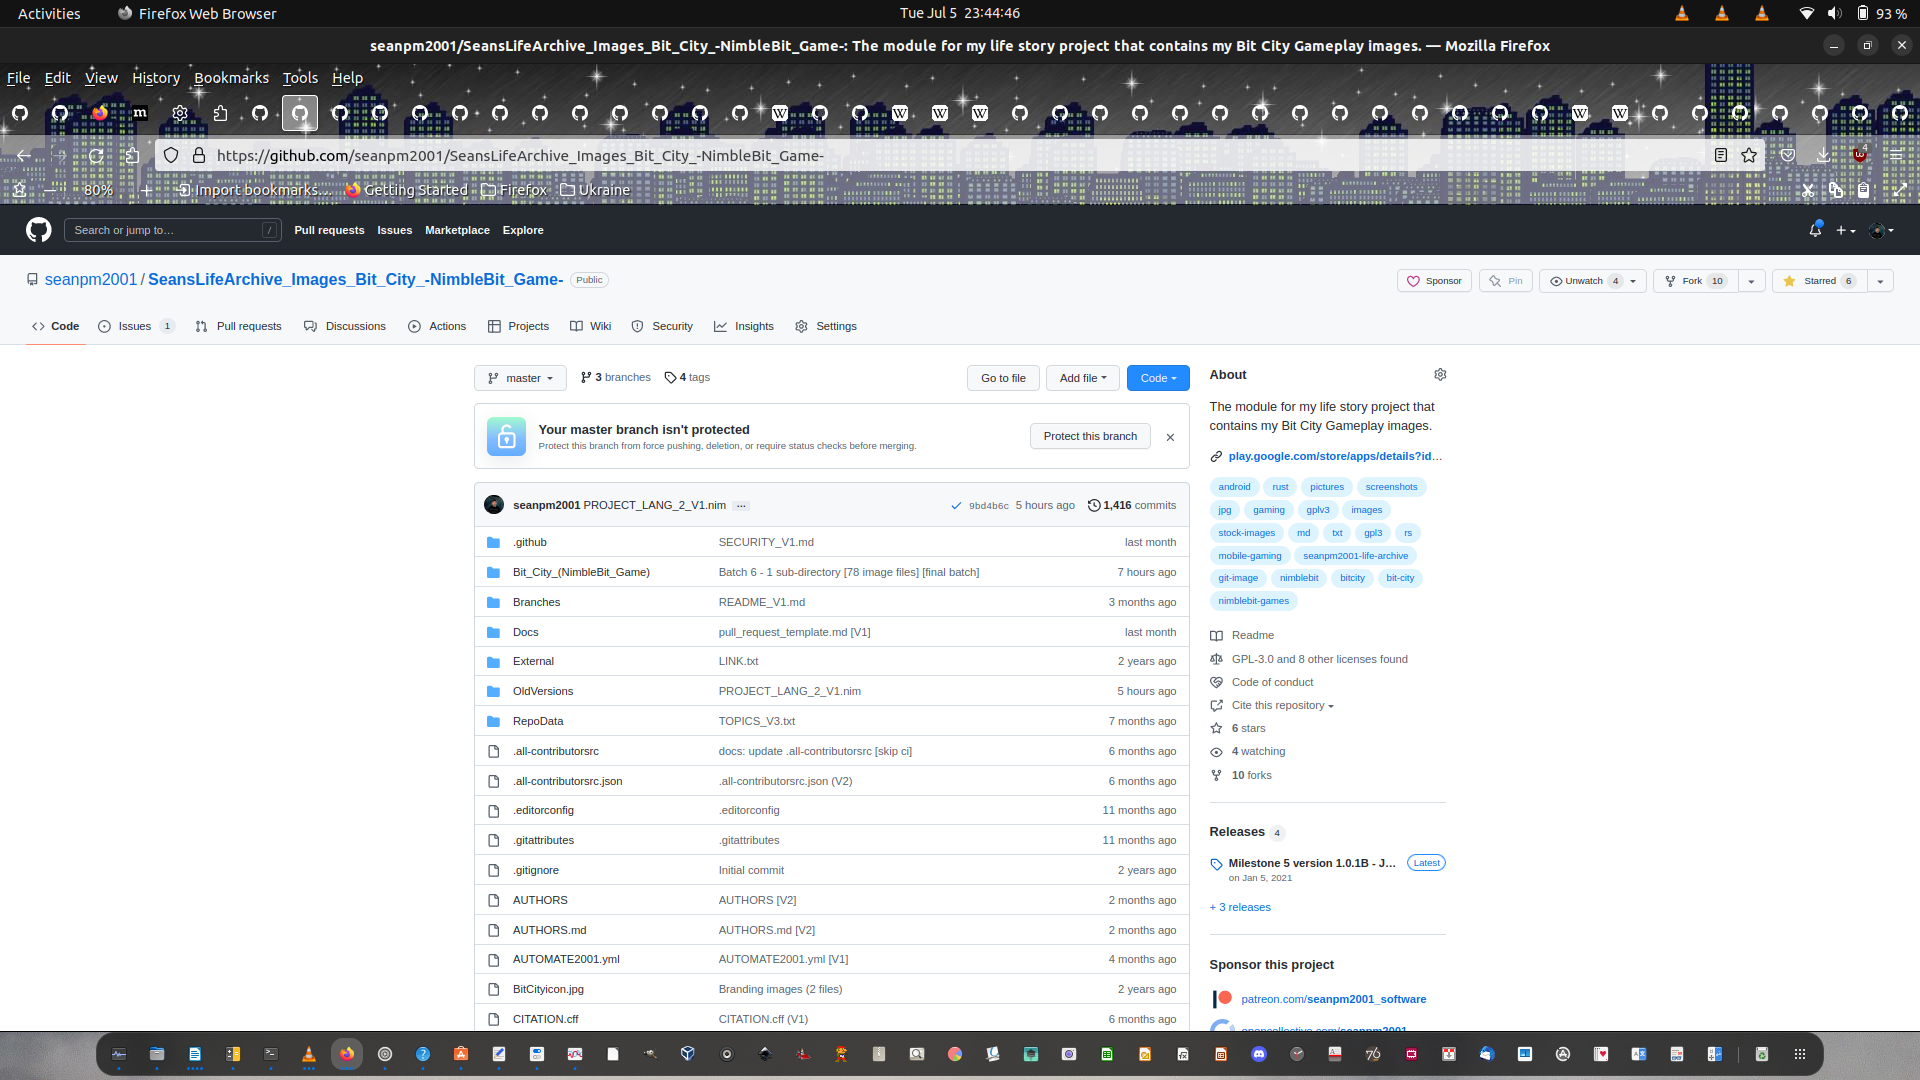 Activities
Firefox Web Browser
Tue Jul 5 23:44:46
93 %
seanpm2001/SeansLifeArchive_Images_Bit_City_-NimbleBit_Game-: The module for my life story project that contains my Bit City Gameplay images. — Mozilla Firefox
File Edit View History Bookmarks Tools Help
https://github.com/seanpm2001/SeansLifeArchive_Images_Bit_City_-NimbleBit_Game-
4
80%
Import bookmarks...
Getting Started
Firefox
Ukraine
Search or jump to...
/
Pull requests Issues Marketplace Explore
seanpm2001 / SeansLifeArchive_Images_Bit_City_-NimbleBit_Game-
Public
Sponsor
Pin
Unwatch 4
Fork 10
Starred 6
Code
Issues 1
Pull requests
Discussions
Actions
Projects
Wiki
Security
Insights
Settings
master
3 branches
4 tags
Go to file
Add file
Code
Your master branch isn't protected
Protect this branch from force pushing, deletion, or require status checks before merging.
Protect this branch
seanpm2001 PROJECT_LANG_2_V1.nim ...
9bd4b6c 5 hours ago
1,416 commits
.github SECURITY_V1.md last month
Bit_City_(NimbleBit_Game) Batch 6 - 1 sub-directory [78 image files] [final batch] 7 hours ago
Branches README_V1.md 3 months ago
Docs pull_request_template.md [V1] last month
External LINK.txt 2 years ago
OldVersions PROJECT_LANG_2_V1.nim 5 hours ago
RepoData TOPICS_V3.txt 7 months ago
.all-contributorsrc docs: update .all-contributorsrc [skip ci] 6 months ago
.all-contributorsrc.json .all-contributorsrc.json (V2) 6 months ago
.editorconfig .editorconfig 11 months ago
.gitattributes .gitattributes 11 months ago
.gitignore Initial commit 2 years ago
AUTHORS AUTHORS [V2] 2 months ago
AUTHORS.md AUTHORS.md [V2] 2 months ago
AUTOMATE2001.yml AUTOMATE2001.yml [V1] 4 months ago
BitCityicon.jpg Branding images (2 files) 2 years ago
CITATION.cff CITATION.cff (V1) 6 months ago
About
The module for my life story project that
contains my Bit City Gameplay images.
play.google.com/store/apps/details?id...
android rust pictures screenshots
jpg gaming gplv3 images
stock-images md txt gpl3 rs
mobile-gaming seanpm2001-life-archive
git-image nimblebit bitcity bit-city
nimblebit-games
Readme
GPL-3.0 and 8 other licenses found
Code of conduct
Cite this repository
6 stars
4 watching
10 forks
Releases 4
Milestone 5 version 1.0.1B - J...
Latest
on Jan 5, 2021
+ 3 releases
Sponsor this project
patreon.com/seanpm2001_software
opencollective.com/seanpm2001